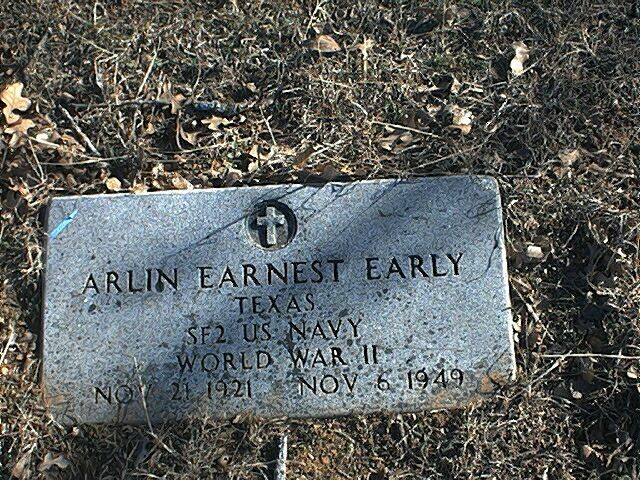 ARLIN EARNEST EARLY
TEXAS
SF2 US NAVY
WORLD WAR II
NOV 21 1921 NOV 6 1949